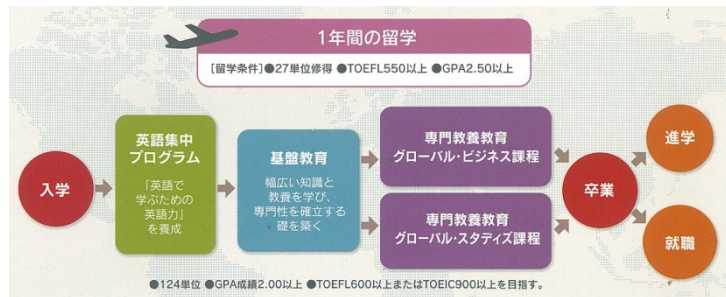 1年間の留学
[留学条件]●27単位修得 ●TOEFL550以上 ●GPA2.50以上
入学
英語集中
プログラム
「英語で
学ぶための
英語力」
を養成
基盤教育
幅広い知識と
教養を学び、
専門性を確立する
礎を築く
専門教養教育
グローバル・ビジネス課程
専門教養教育
グローバル・スタディズ課程
卒業
進学
就職
●124単位 ●GPA成績2.00以上 ●TOEFL600以上またはTOEIC900以上を目指す。